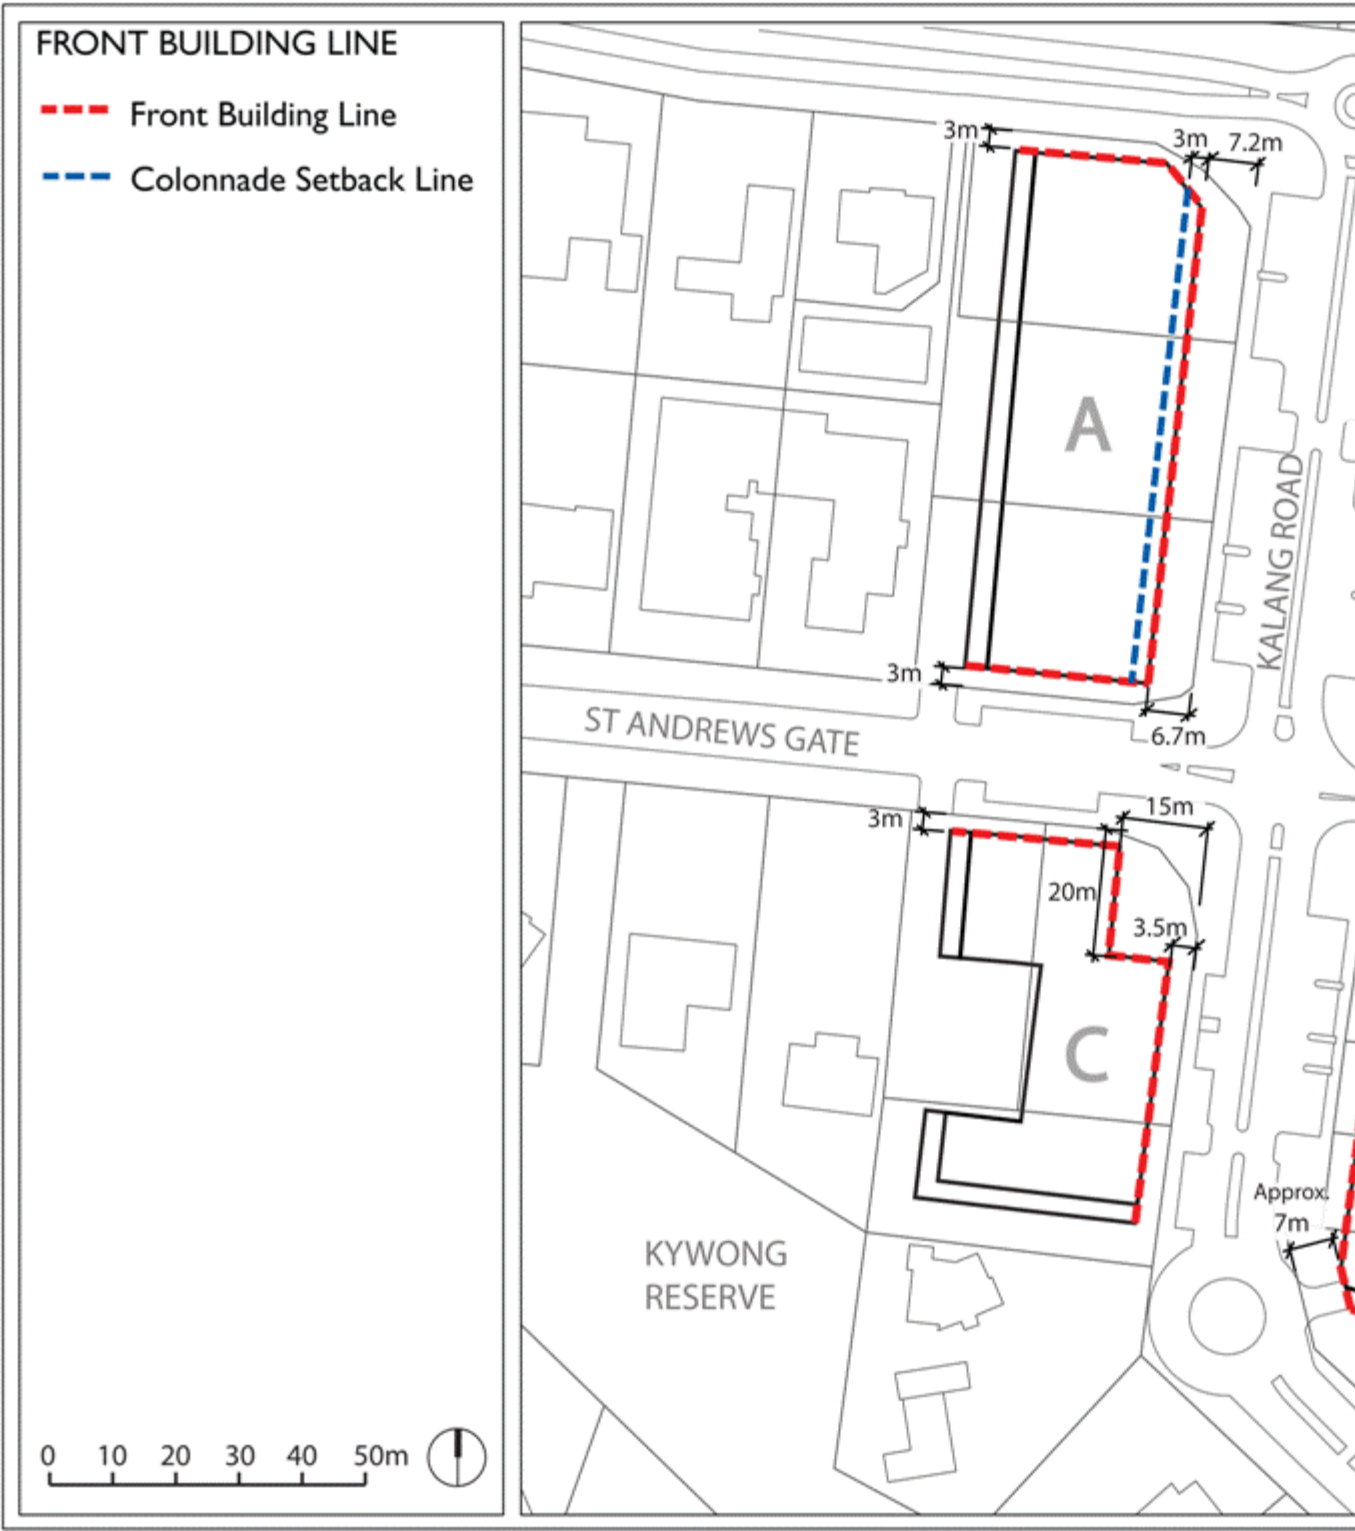 FRONT BUILDING LINE
Front Building Line
Colonnade Setback Line
0 10 20 30 40 50m
3m
3m
7.2m
A
KALANG ROAD
3m
6.7m
ST ANDREWS GATE
3m
15m
20m
3.5m
C
Approx.
7m
KYWONG
RESERVE